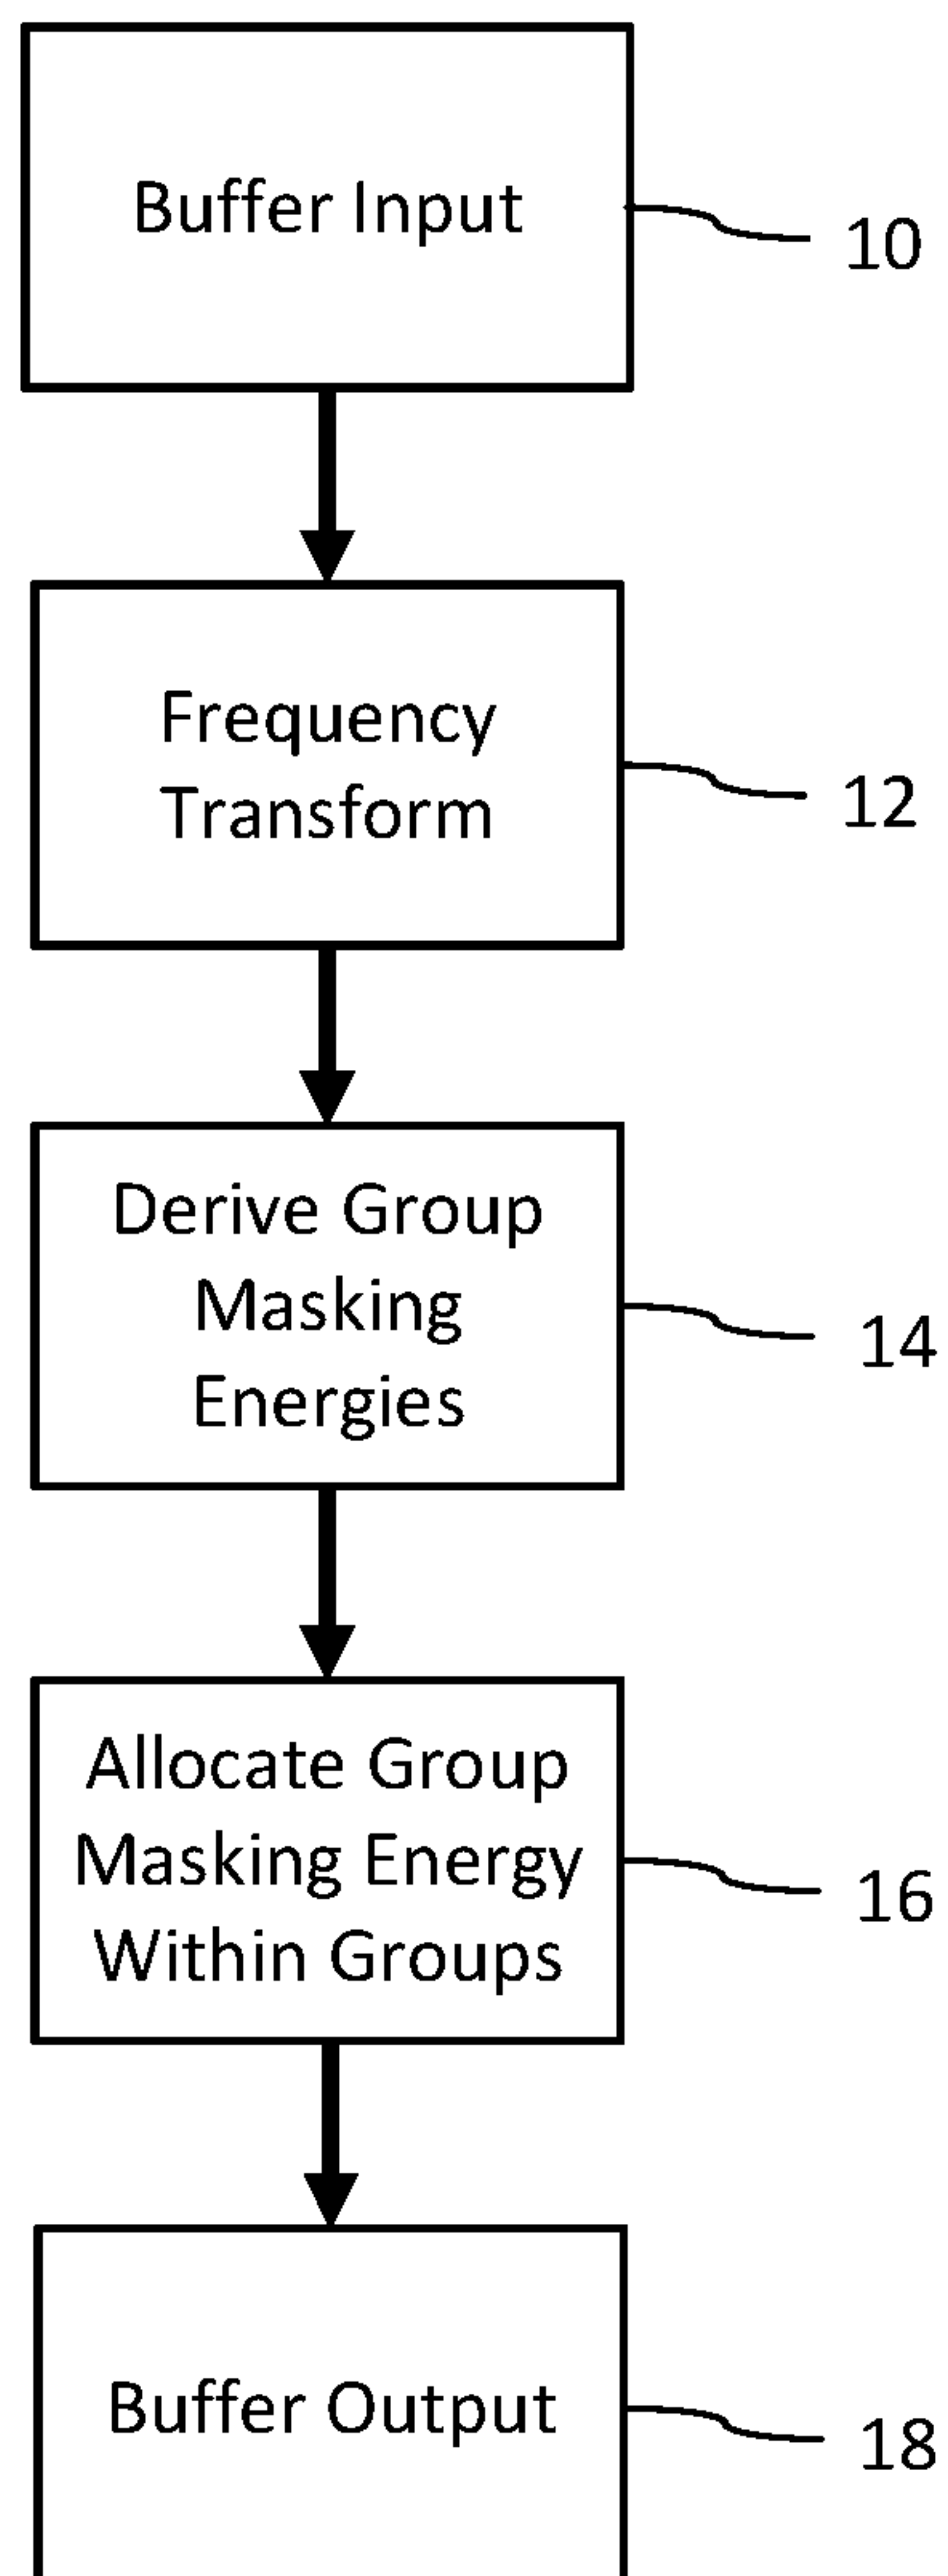 Buffer Input
10
Frequency
Transform
12
Derive Group
Masking
Energies
14
Allocate Group
Masking Energy
Within Groups
16
Buffer Output
18